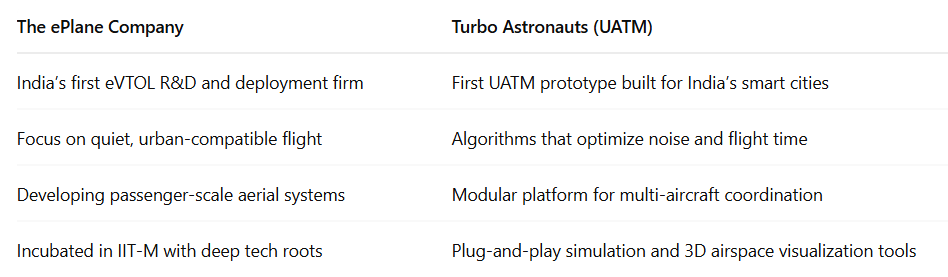 The ePlane Company Turbo Astronauts (UATM)
India’s first eVTOL R&D and deployment firm First UATM prototype built for India’s smart cities
Focus on quiet, urban-compatible flight Algorithms that optimize noise and flight time
Developing passenger-scale aerial systems Modular platform for multi-aircraft coordination
Incubated in IIT-M with deep tech roots Plug-and-play simulation and 3D airspace visualization tools